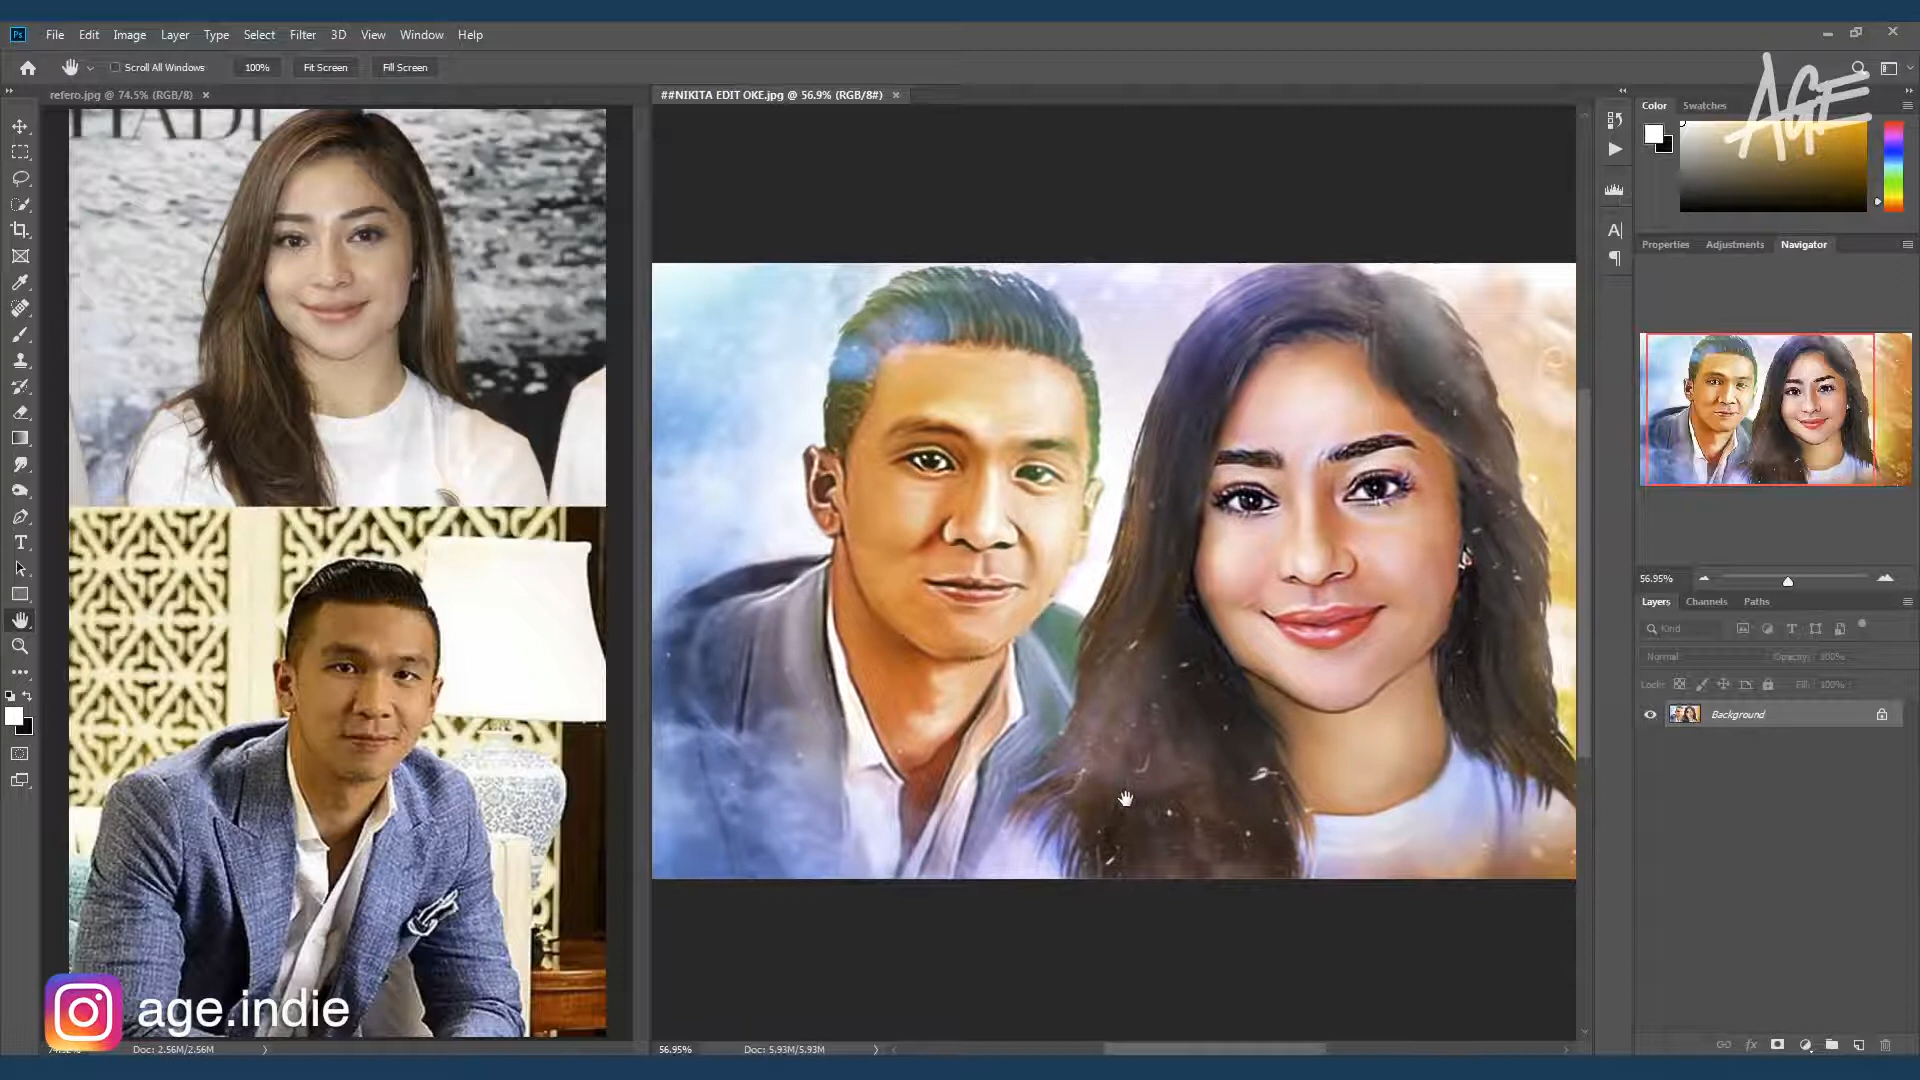 Ps File Edit Image Layer Type Select Filter 3D View Window Help
Scroll All Windows 100% Fit Screen Fill Screen
refero.jpg @ 74.5% (RGB/8) ×
##NIKITA EDIT OKE.jpg @ 56.9% (RGB/8#) ×
AGE
Color Swatches
Properties Adjustments Navigator
56.95%
Layers Channels Paths
Kind
Normal Opacity: 100%
Lock: Fill: 100%
Background
age.indie
Doc: 2.56M/2.56M
56.95% Doc: 5.93M/5.93M